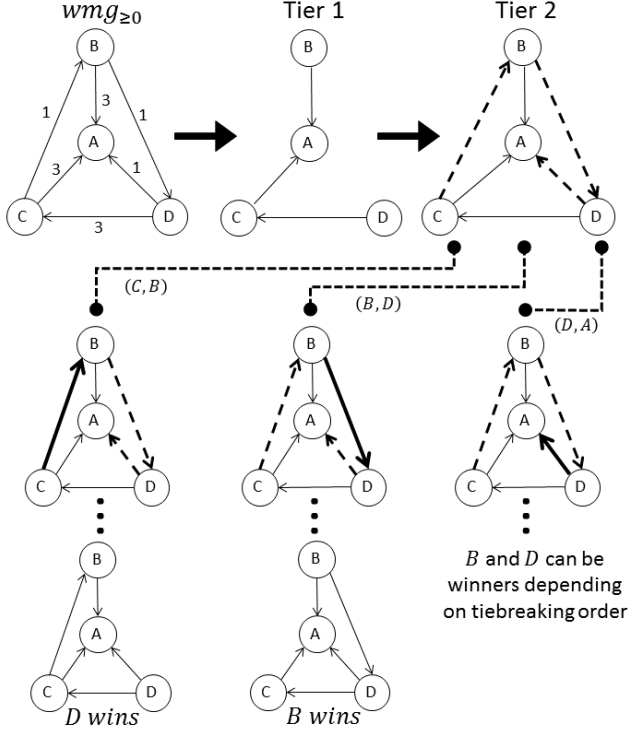 wmg≥0
Tier 1
Tier 2
B
B
B
1
3
1
A
A
A
3
1
C
D
C
D
C
D
3
(C, B)
(B, D)
(D, A)
B
B
B
A
A
A
C
D
C
D
C
D
B
B
B and D can be
winners depending
on tiebreaking order
A
A
C
D
C
D
D wins
B wins